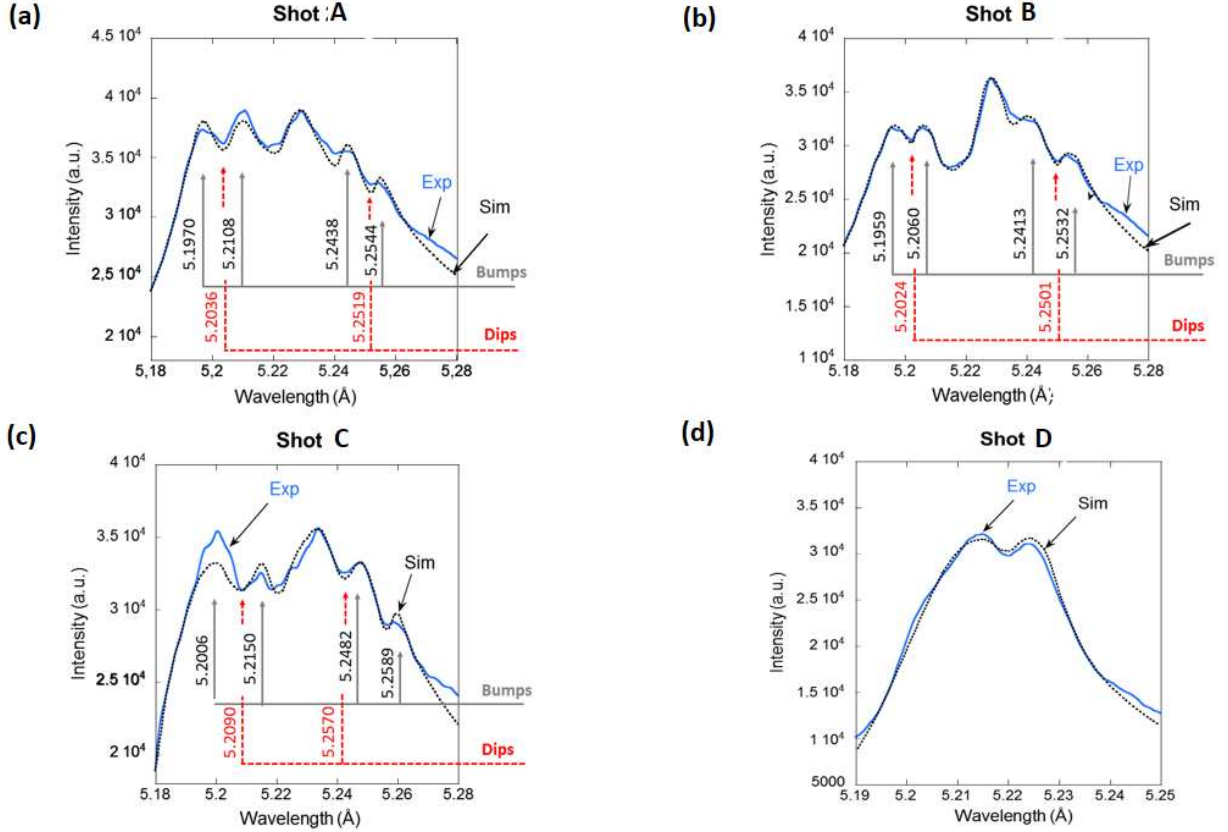 (a)
Shot A
4.5 10⁴
4 10⁴
3.5 10⁴
3 10⁴
2,5 10⁴
2 10⁴
Intensity (a.u.)
5.1970
5.2108
5.2438
5.2544
Exp
Sim
Bumps
5.2036
5.2519
Dips
5,18 5,2 5.22 5.24 5,26 5,28
Wavelength (Å)
(b)
Shot B
4 10⁴
3.5 10⁴
3 10⁴
2.5 10⁴
2 10⁴
1.5 10⁴
1 10⁴
Intensity (a.u.)
5.1959
5.2060
5.2413
5.2532
Exp
Sim
Bumps
5.2024
5.2501
Dips
5.18 5.2 5.22 5.24 5.26 5.28
Wavelength (Å)
(c)
Shot C
4 10⁴
3.5 10⁴
3 10⁴
2.5 10⁴
2 10⁴
Intensity (a.u.)
Exp
Sim
5.2006
5.2150
5.2482
5.2589
Bumps
5.2090
5.2570
Dips
5.18 5.2 5.22 5.24 5.26 5.28
Wavelength (Å)
(d)
Shot D
4 10⁴
3.5 10⁴
3 10⁴
2.5 10⁴
2 10⁴
1.5 10⁴
1 10⁴
5000
Intensity (a.u.)
Exp
Sim
5.19 5.2 5.21 5.22 5.23 5.24 5.25
Wavelength (Å)